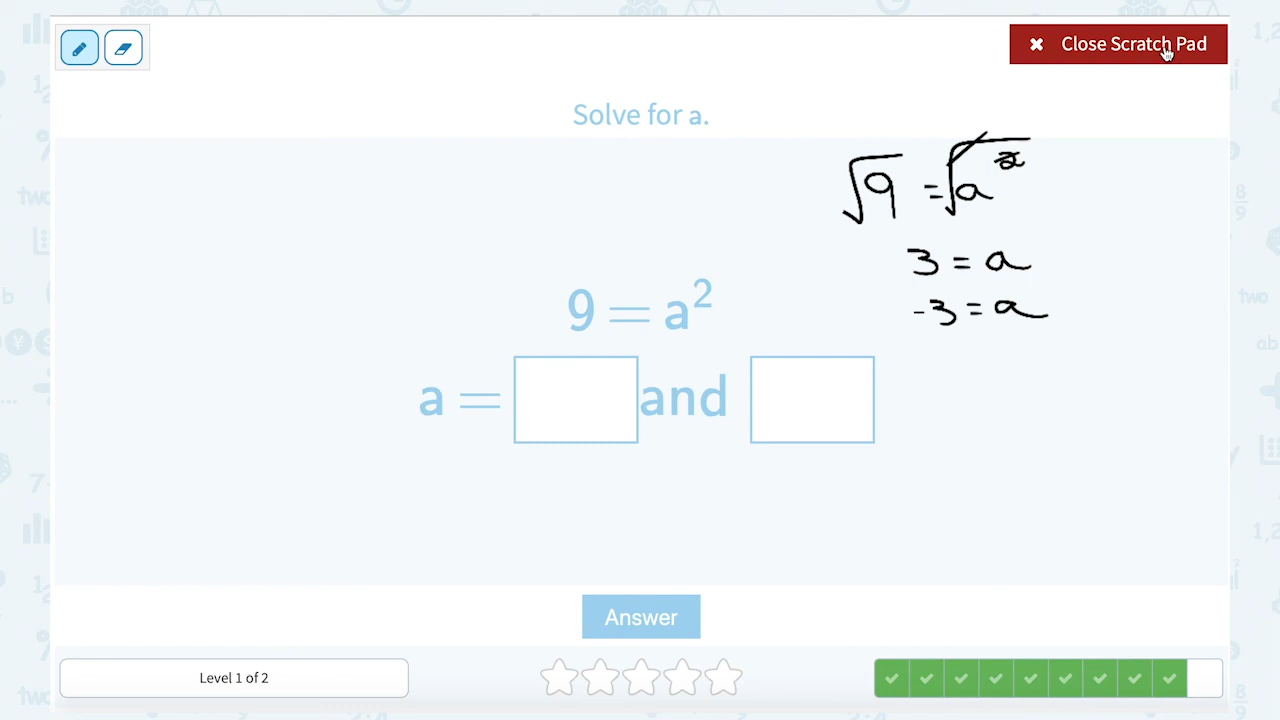 Close Scratch Pad
Solve for a.
√9 = √a²
3 = a
-3 = a
9 = a²
a = and
Answer
Level 1 of 2